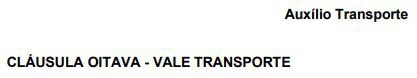 Auxílio Transporte
CLÁUSULA OITAVA - VALE TRANSPORTE